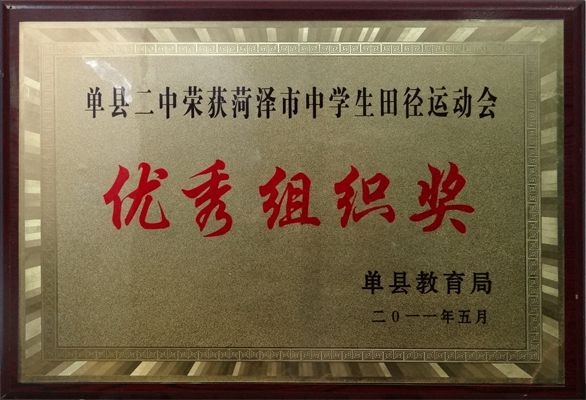 单县二中荣获菏泽市中学生田径运动会
优秀组织奖
单县教育局
二〇一一年五月